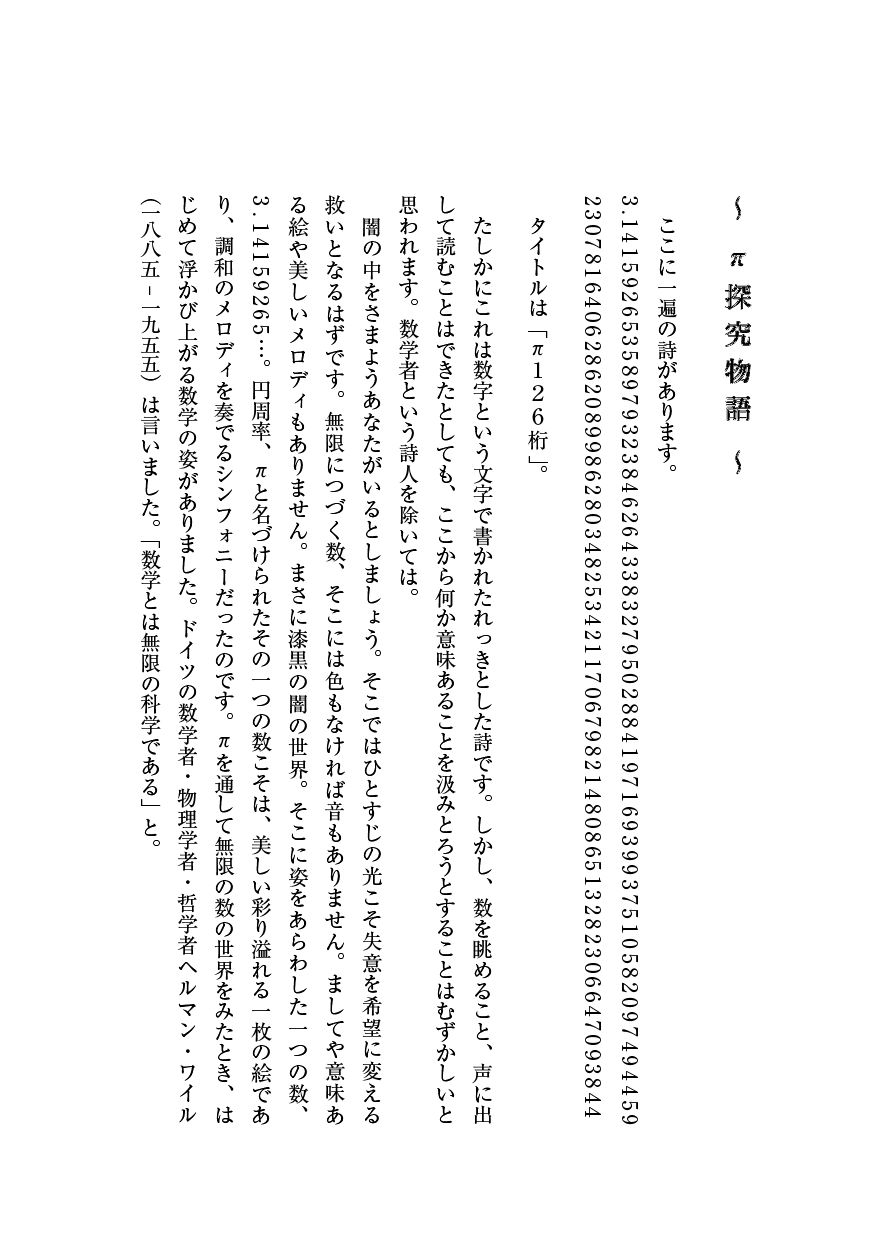 ～ π 探究物語 ～
ここに一遍の詩があります。
3.14159265358979323846264338327950288419716939937510582097494459
2307816406286208998628034825342117067982148086513282306647093844
タイトルは「π126桁」。
たしかにこれは数字という文字で書かれたれっきとした詩です。しかし、数を眺めること、声に出
して読むことはできたとしても、ここから何か意味あることを汲みとろうとすることはむずかしいと
思われます。数学者という詩人を除いては。
闇の中をさまようあなたがいるとしましょう。そこではひとすじの光こそ失意を希望に変える
救いとなるはずです。無限につづく数、そこには色もなければ音もありません。ましてや意味あ
る絵や美しいメロディもありません。まさに漆黒の闇の世界。そこに姿をあらわした一つの数、
3.14159265…。円周率、πと名づけられたその一つの数こそは、美しい彩り溢れる一枚の絵であ
り、調和のメロディを奏でるシンフォニーだったのです。πを通して無限の数の世界をみたとき、は
じめて浮かび上がる数学の姿がありました。ドイツの数学者・物理学者・哲学者ヘルマン・ワイル
（一八八五－一九五五）は言いました。「数学とは無限の科学である」と。